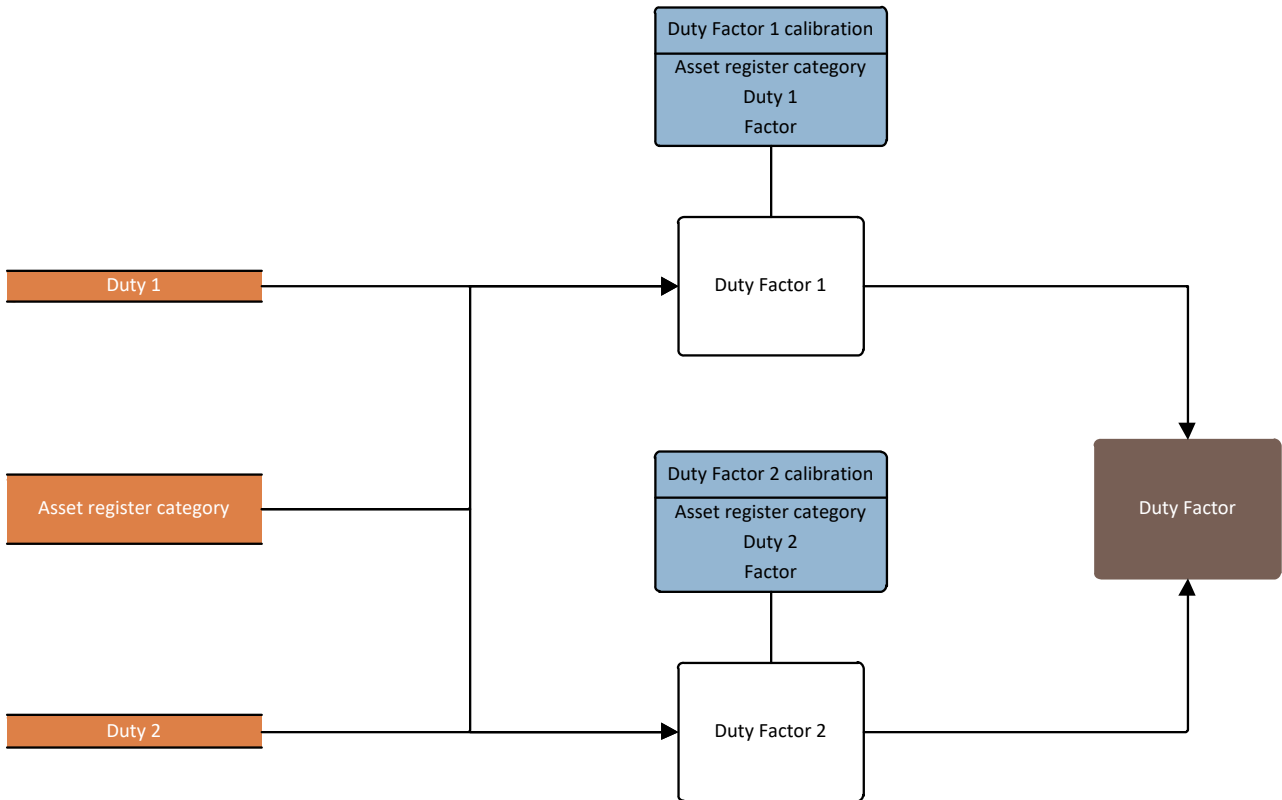 Duty Factor 1 calibration
Asset register category
Duty 1
Factor
Duty 1
Duty Factor 1
Duty Factor 2 calibration
Asset register category
Duty 2
Factor
Asset register category
Duty Factor
Duty 2
Duty Factor 2